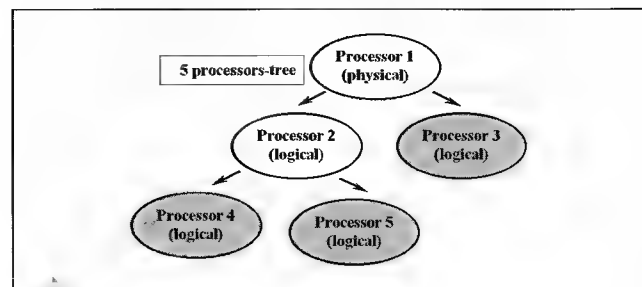 Processor 1
(physical)
5 processors-tree
Processor 2
(logical)
Processor 3
(logical)
Processor 4
(logical)
Processor 5
(logical)